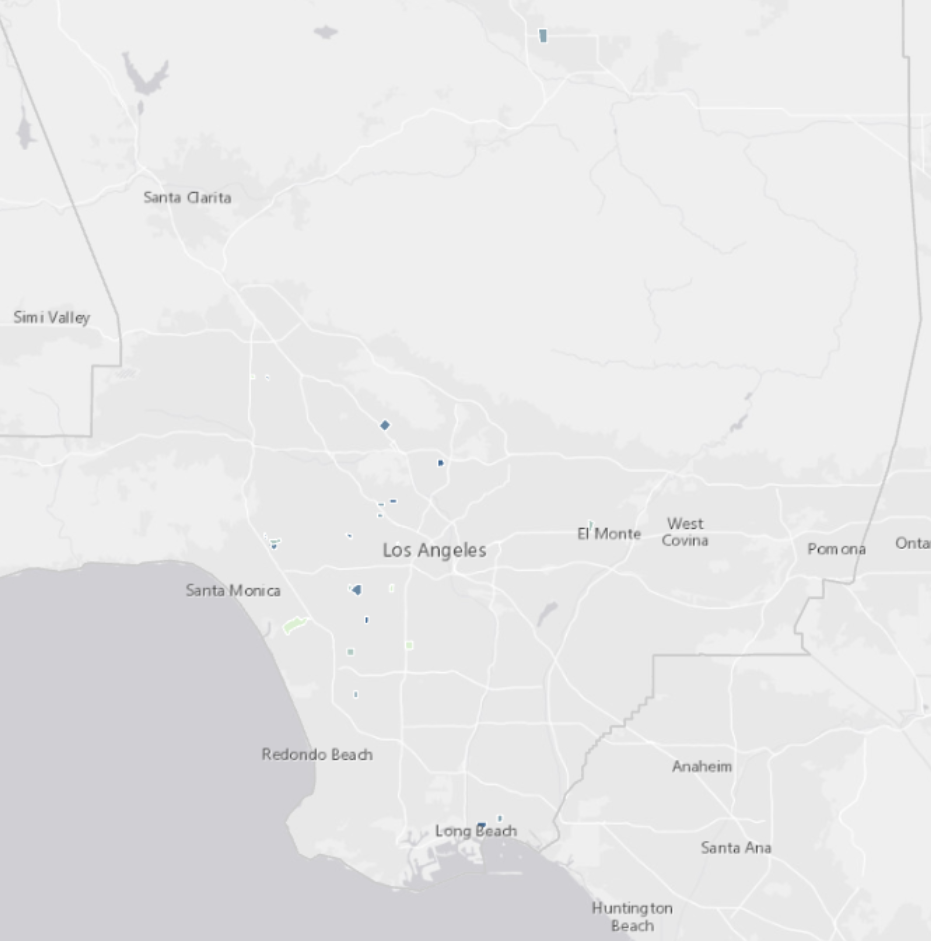 Santa Clarita
Simi Valley
El Monte
West
Covina
Los Angeles
Pomona
Onta
Santa Monica
Redondo Beach
Anaheim
Long Beach
Santa Ana
Huntington
Beach